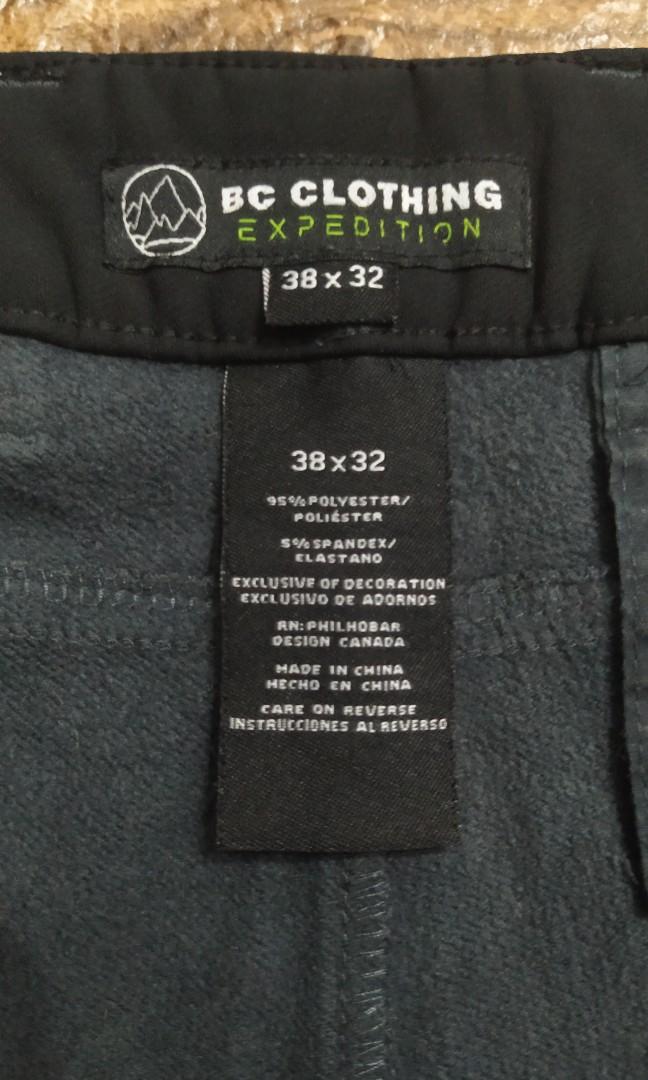 BC CLOTHING
EXPEDITION
38 x 32
38 x 32
95% POLYESTER/
POLIÉSTER
5% SPANDEX/
ELASTANO
EXCLUSIVE OF DECORATION
EXCLUSIVO DE ADORNOS
RN: PHILHOBAR
DESIGN CANADA
MADE IN CHINA
HECHO EN CHINA
CARE ON REVERSE
INSTRUCCIONES AL REVERSO